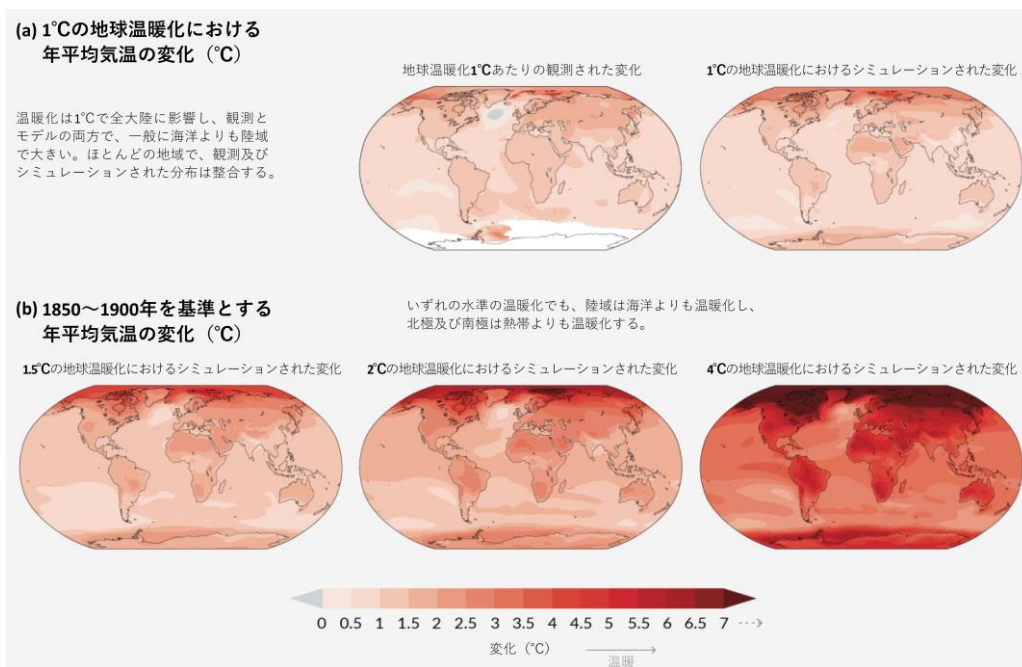 (a) 1℃の地球温暖化における
年平均気温の変化（℃）
温暖化は1℃で全大陸に影響し、観測と
モデルの両方で、一般に海洋よりも陸域
で大きい。ほとんどの地域で、観測及び
シミュレーションされた分布は整合する。
地球温暖化1℃あたりの観測された変化
1℃の地球温暖化におけるシミュレーションされた変化
(b) 1850～1900年を基準とする
年平均気温の変化（℃）
いずれの水準の温暖化でも、陸域は海洋よりも温暖化し、
北極及び南極は熱帯よりも温暖化する。
1.5℃の地球温暖化におけるシミュレーションされた変化
2℃の地球温暖化におけるシミュレーションされた変化
4℃の地球温暖化におけるシミュレーションされた変化
0 0.5 1 1.5 2 2.5 3 3.5 4 4.5 5 5.5 6 6.5 7
変化（℃）
温暖